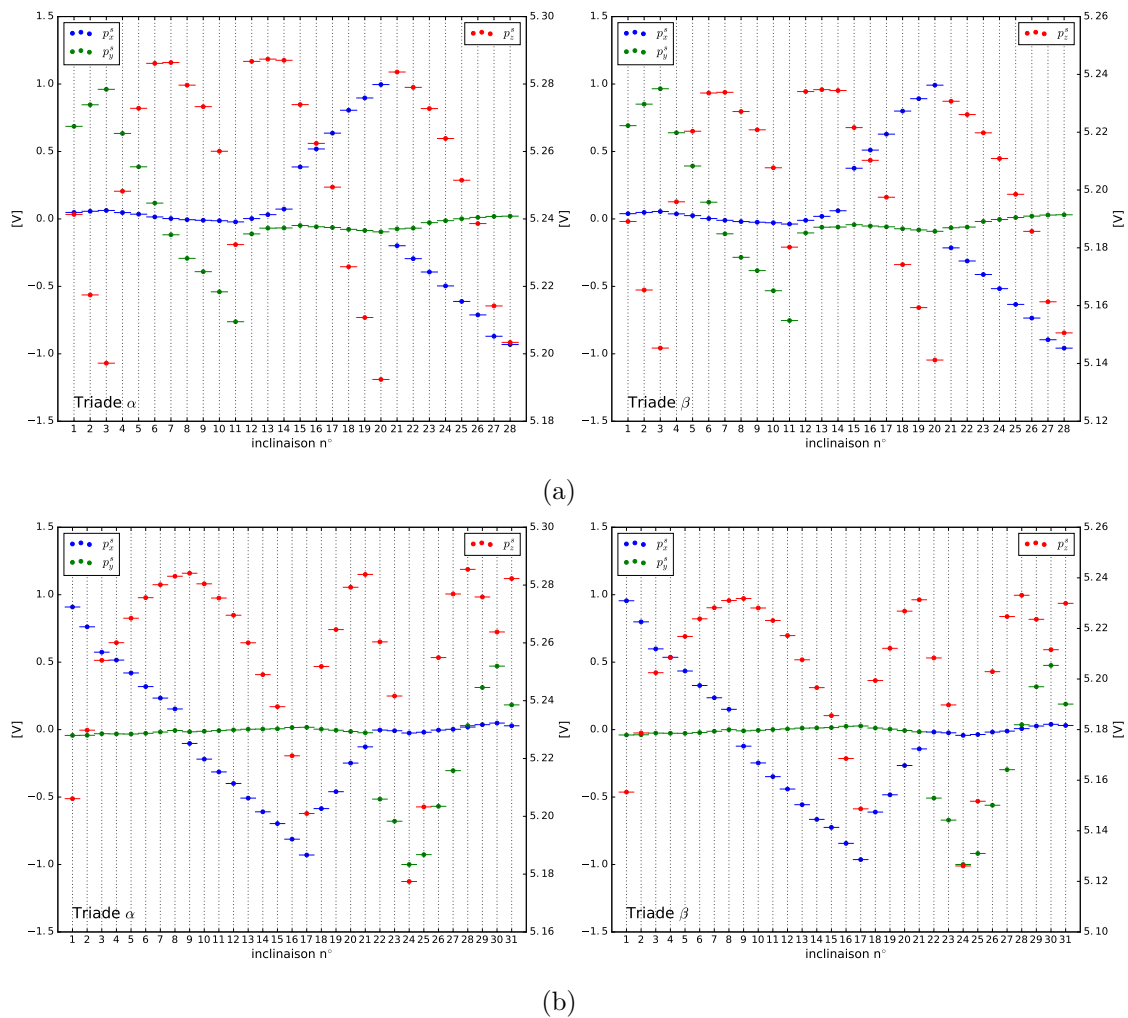 1.5
1.0
0.5
0.0
−0.5
−1.0
−1.5
[V]
5.30
5.28
5.26
5.24
5.22
5.20
5.18
[V]
p_x^s
p_y^s
p_z^s
Triade α
1 2 3 4 5 6 7 8 9 10 11 12 13 14 15 16 17 18 19 20 21 22 23 24 25 26 27 28
inclinaison n°
1.5
1.0
0.5
0.0
−0.5
−1.0
−1.5
5.26
5.24
5.22
5.20
5.18
5.16
5.14
5.12
[V]
p_x^s
p_y^s
p_z^s
Triade β
1 2 3 4 5 6 7 8 9 10 11 12 13 14 15 16 17 18 19 20 21 22 23 24 25 26 27 28
inclinaison n°
(a)
1.5
1.0
0.5
0.0
−0.5
−1.0
−1.5
[V]
5.30
5.28
5.26
5.24
5.22
5.20
5.18
5.16
[V]
p_x^s
p_y^s
p_z^s
Triade α
1 2 3 4 5 6 7 8 9 10 11 12 13 14 15 16 17 18 19 20 21 22 23 24 25 26 27 28 29 30 31
inclinaison n°
1.5
1.0
0.5
0.0
−0.5
−1.0
−1.5
5.26
5.24
5.22
5.20
5.18
5.16
5.14
5.12
5.10
[V]
p_x^s
p_y^s
p_z^s
Triade β
1 2 3 4 5 6 7 8 9 10 11 12 13 14 15 16 17 18 19 20 21 22 23 24 25 26 27 28 29 30 31
inclinaison n°
(b)